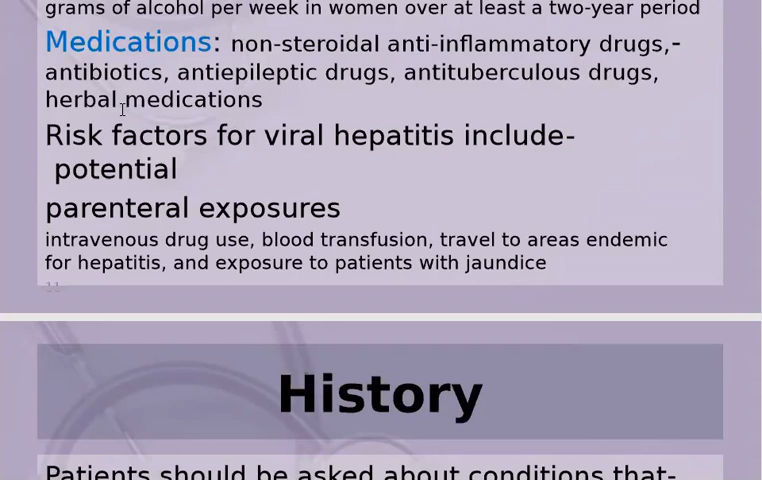 grams of alcohol per week in women over at least a two-year period
Medications: non-steroidal anti-inflammatory drugs,-
antibiotics, antiepileptic drugs, antituberculous drugs,
herbal medications
Risk factors for viral hepatitis include-
potential
parenteral exposures
intravenous drug use, blood transfusion, travel to areas endemic
for hepatitis, and exposure to patients with jaundice
11
History
Patients should be asked about conditions that-